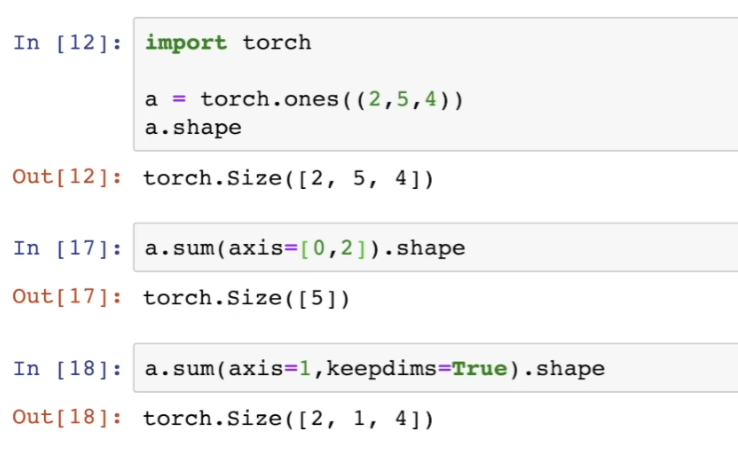 In [12]: import torch
a = torch.ones((2,5,4))
a.shape
Out[12]: torch.Size([2, 5, 4])
In [17]: a.sum(axis=[0,2]).shape
Out[17]: torch.Size([5])
In [18]: a.sum(axis=1,keepdims=True).shape
Out[18]: torch.Size([2, 1, 4])